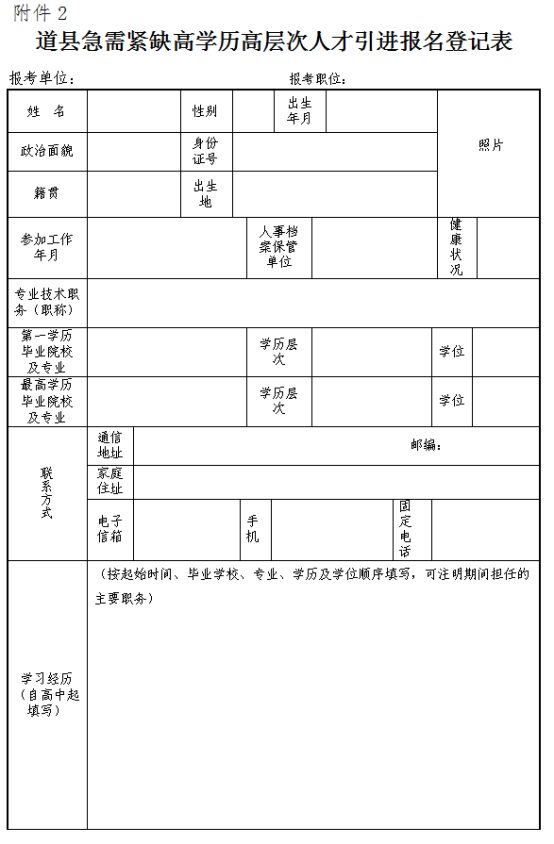 附件 2
道县急需紧缺高学历高层次人才引进报名登记表
报考单位： 报考职位：
姓 名 性别 出生年月 照片
政治面貌 身份证号
籍贯 出生地
参加工作年月 人事档案保管单位 健康状况
专业技术职务（职称）
第一学历毕业院校及专业 学历层次 学位
最高学历毕业院校及专业 学历层次 学位
联系方式 通信地址 邮编：
家庭住址
电子信箱 手机 固定电话
学习经历（自高中起填写）
（按起始时间、毕业学校、专业、学历及学位顺序填写，可注明期间担任的
主要职务）